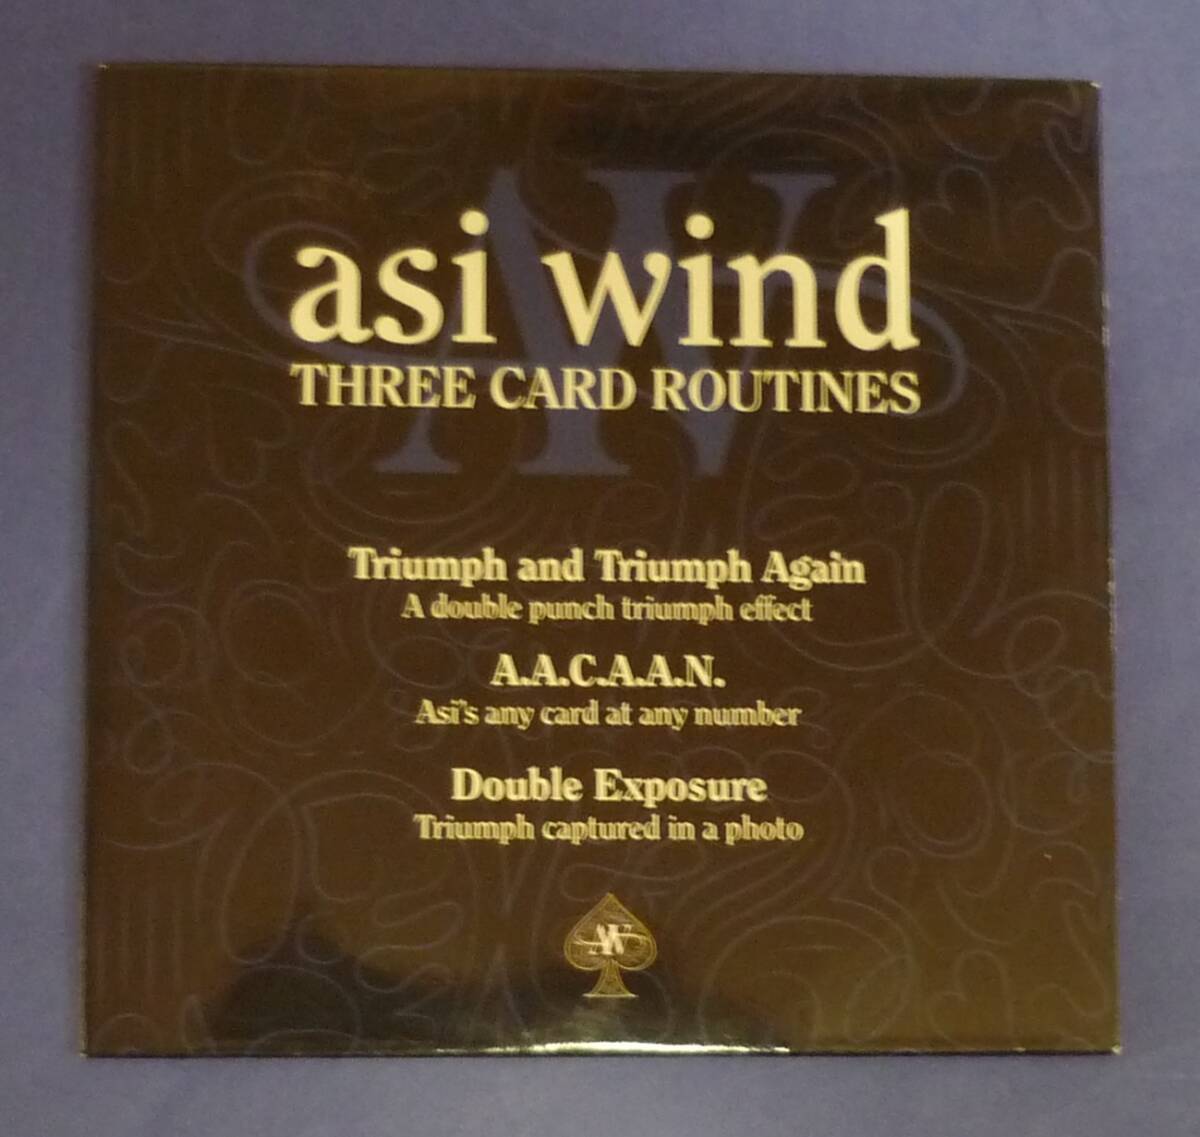 asi wind
THREE CARD ROUTINES
Triumph and Triumph Again
A double punch triumph effect
A.A.C.A.A.N.
Asi's any card at any number
Double Exposure
Triumph captured in a photo
AW